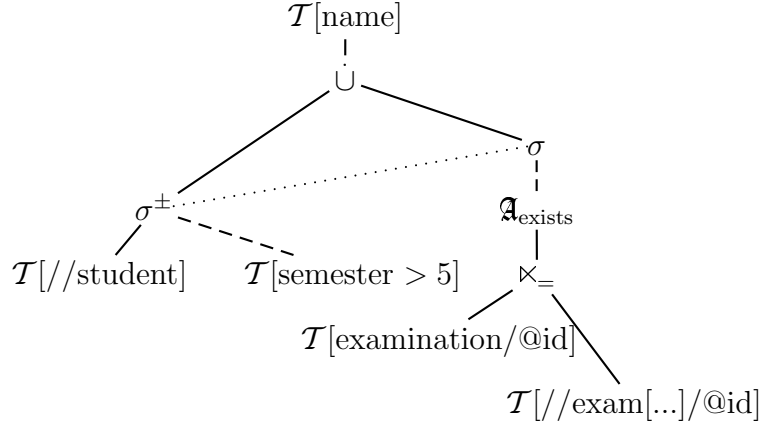 𝒯[name]
∪̇
σ
σ±
𝔄exists
𝒯[//student]
𝒯[semester > 5]
⋉=
𝒯[examination/@id]
𝒯[//exam[...]/@id]